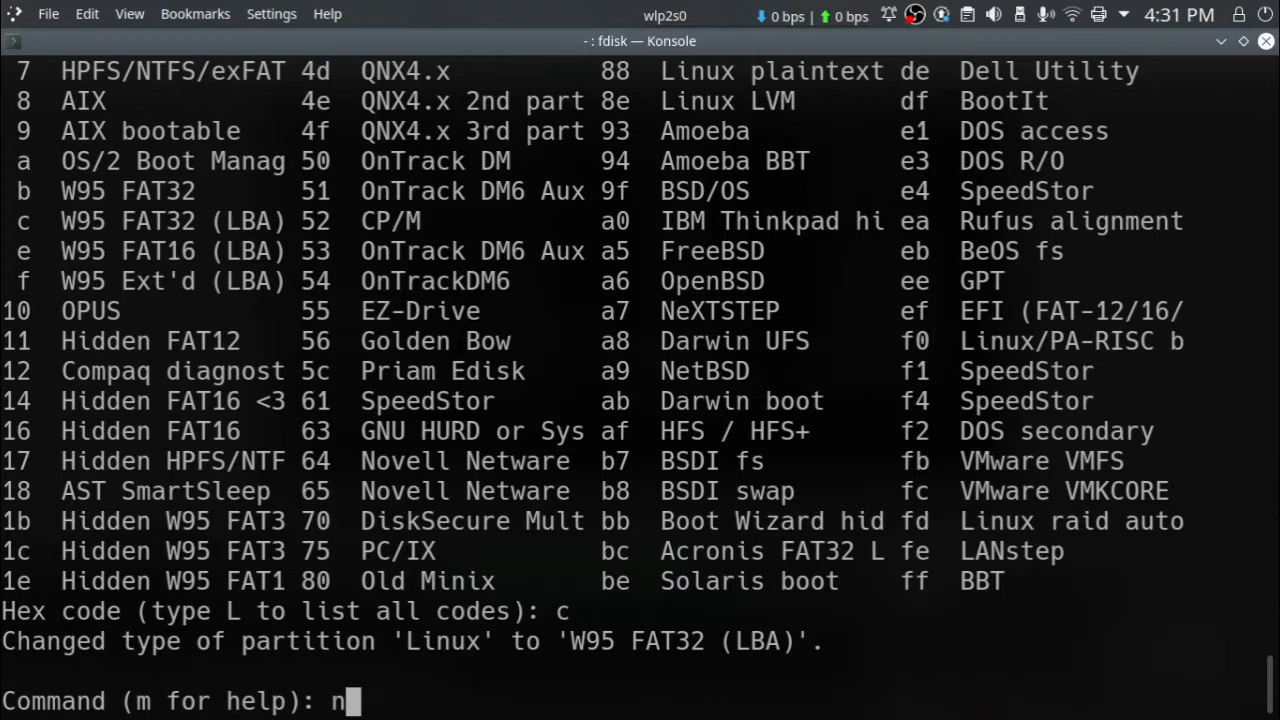 File Edit View Bookmarks Settings Help wlp2s0 0 bps | 0 bps 4:31 PM
- : fdisk — Konsole
7 HPFS/NTFS/exFAT 4d QNX4.x 88 Linux plaintext de Dell Utility
8 AIX 4e QNX4.x 2nd part 8e Linux LVM df BootIt
9 AIX bootable 4f QNX4.x 3rd part 93 Amoeba e1 DOS access
a OS/2 Boot Manag 50 OnTrack DM 94 Amoeba BBT e3 DOS R/O
b W95 FAT32 51 OnTrack DM6 Aux 9f BSD/OS e4 SpeedStor
c W95 FAT32 (LBA) 52 CP/M a0 IBM Thinkpad hi ea Rufus alignment
e W95 FAT16 (LBA) 53 OnTrack DM6 Aux a5 FreeBSD eb BeOS fs
f W95 Ext'd (LBA) 54 OnTrackDM6 a6 OpenBSD ee GPT
10 OPUS 55 EZ-Drive a7 NeXTSTEP ef EFI (FAT-12/16/
11 Hidden FAT12 56 Golden Bow a8 Darwin UFS f0 Linux/PA-RISC b
12 Compaq diagnost 5c Priam Edisk a9 NetBSD f1 SpeedStor
14 Hidden FAT16 <3 61 SpeedStor ab Darwin boot f4 SpeedStor
16 Hidden FAT16 63 GNU HURD or Sys af HFS / HFS+ f2 DOS secondary
17 Hidden HPFS/NTF 64 Novell Netware b7 BSDI fs fb VMware VMFS
18 AST SmartSleep 65 Novell Netware b8 BSDI swap fc VMware VMKCORE
1b Hidden W95 FAT3 70 DiskSecure Mult bb Boot Wizard hid fd Linux raid auto
1c Hidden W95 FAT3 75 PC/IX bc Acronis FAT32 L fe LANstep
1e Hidden W95 FAT1 80 Old Minix be Solaris boot ff BBT
Hex code (type L to list all codes): c
Changed type of partition 'Linux' to 'W95 FAT32 (LBA)'.
Command (m for help): n